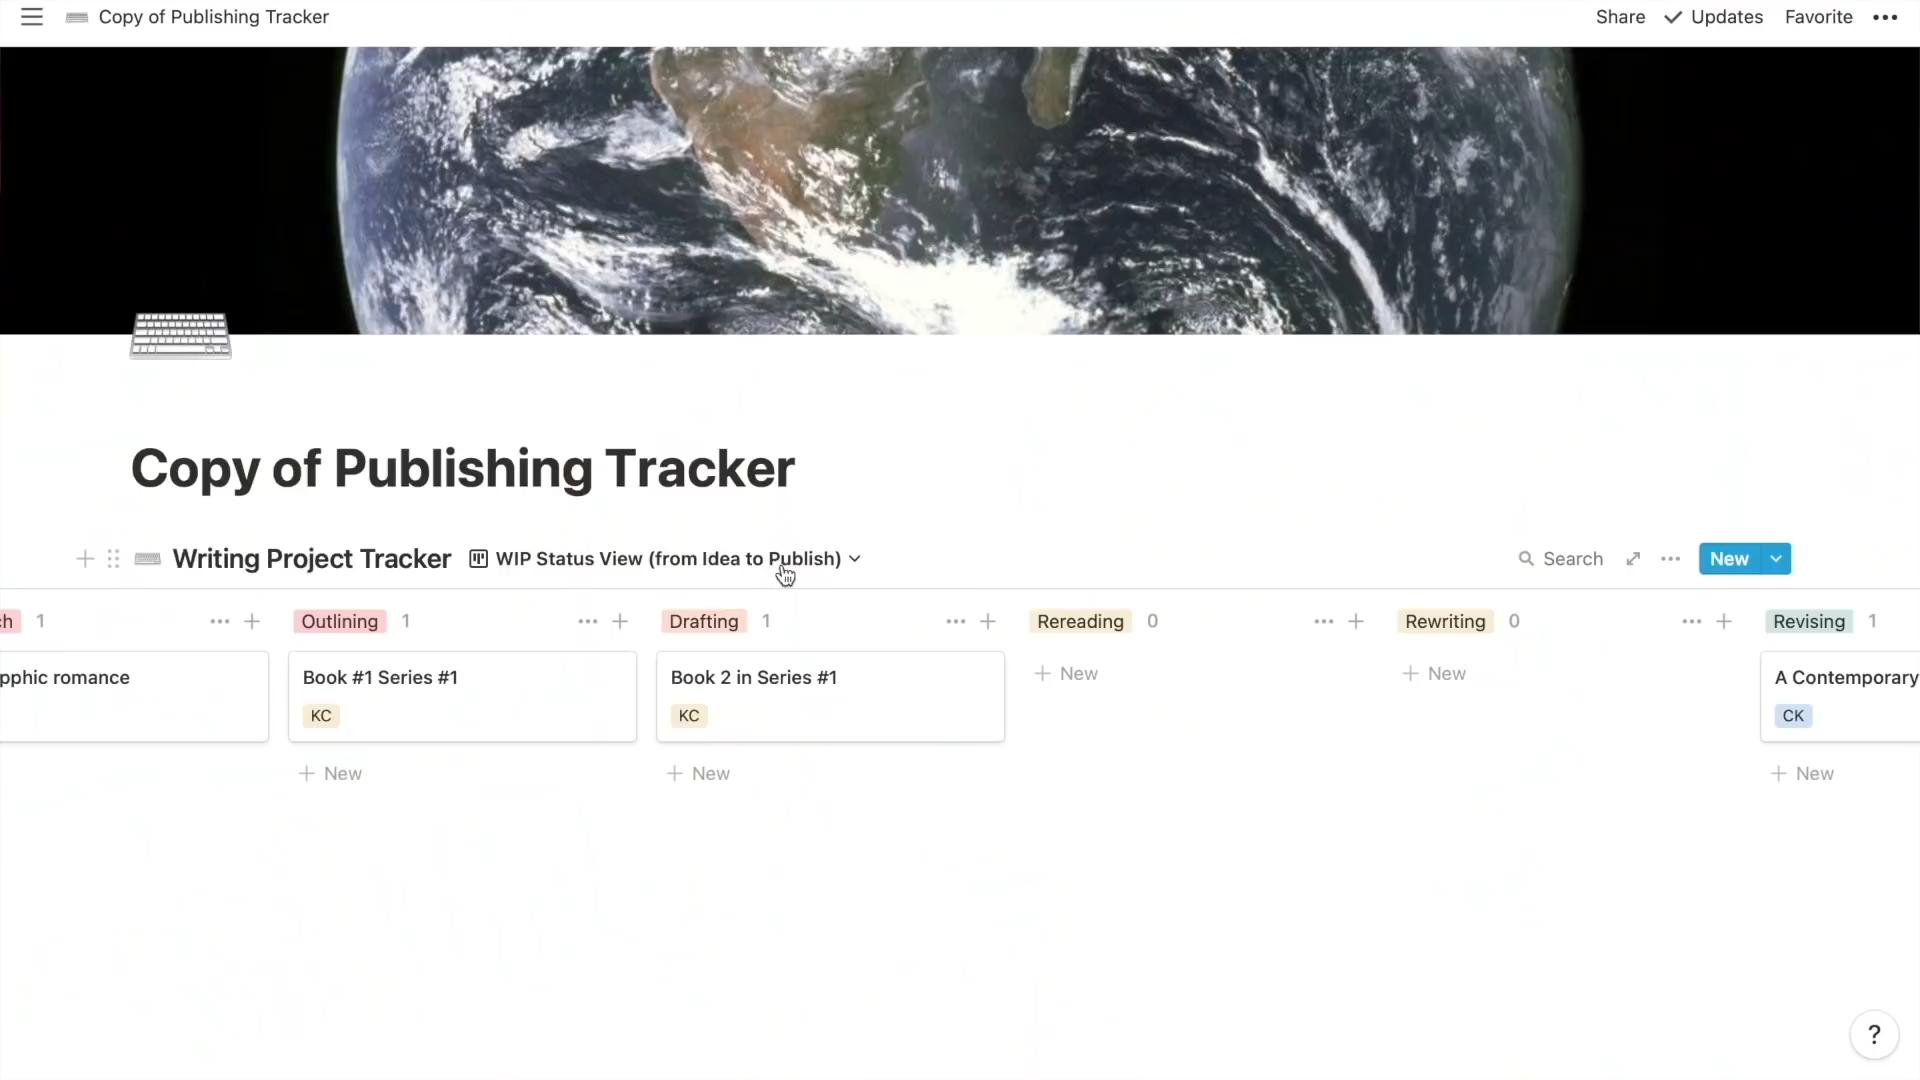 Copy of Publishing Tracker
Share Updates Favorite
Copy of Publishing Tracker
Writing Project Tracker WIP Status View (from Idea to Publish) Search New
ch 1 Outlining 1 Drafting 1 Rereading 0 Rewriting 0 Revising 1
pphic romance Book #1 Series #1 Book 2 in Series #1 New New A Contemporary
KC KC CK
New New New
?